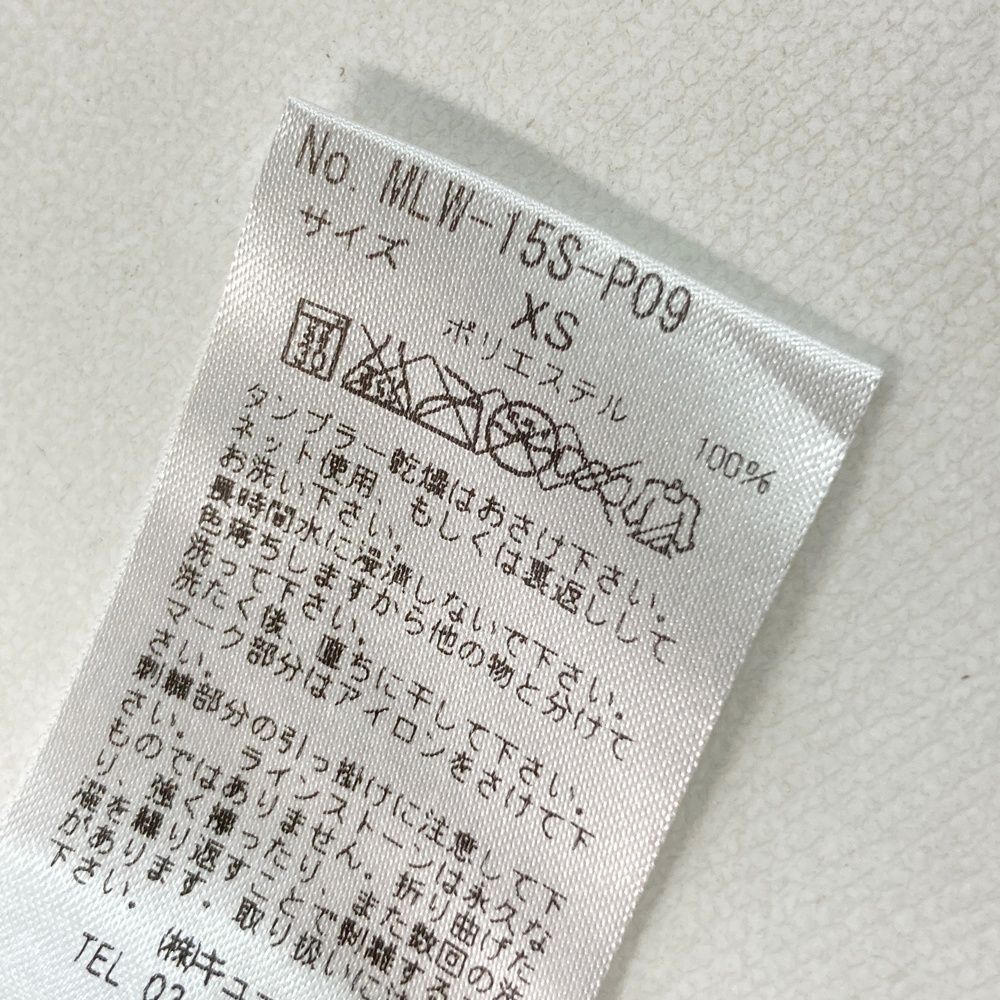 No. MLW-15S-P09
サイズ XS
ポリエステル 100%
タンブラー乾燥はおさけ下さい.
ネット使用、もしくは裏返しして
お洗い下さい.
長時間水に浸漬しないで下さい.
色落ちしますから他の物と分けて
洗って下さい.
洗たく後、直ちに干して下さい.
マーク部分はアイロンをさけて下
さい.
刺繍部分の引っ掛けに注意して下
さい. ラインストーンは永久な
ものではありません. 折り曲げた
り、強く擦ったり、また数回の洗
濯を繰り返すことで剥離する
があります. 取り扱いに
下さい.
(株)キュ
TEL 02